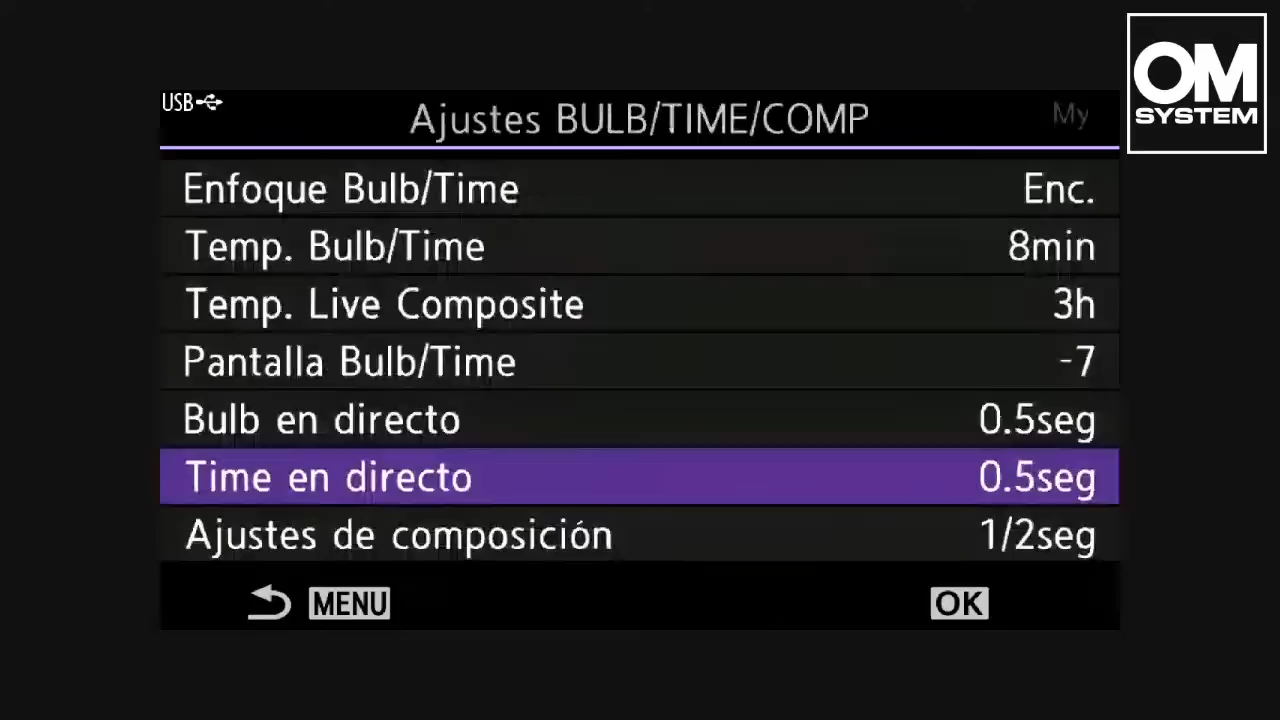 OM
SYSTEM
USB
Ajustes BULB/TIME/COMP
My
Enfoque Bulb/Time Enc.
Temp. Bulb/Time 8min
Temp. Live Composite 3h
Pantalla Bulb/Time -7
Bulb en directo 0.5seg
Time en directo 0.5seg
Ajustes de composición 1/2seg
MENU OK